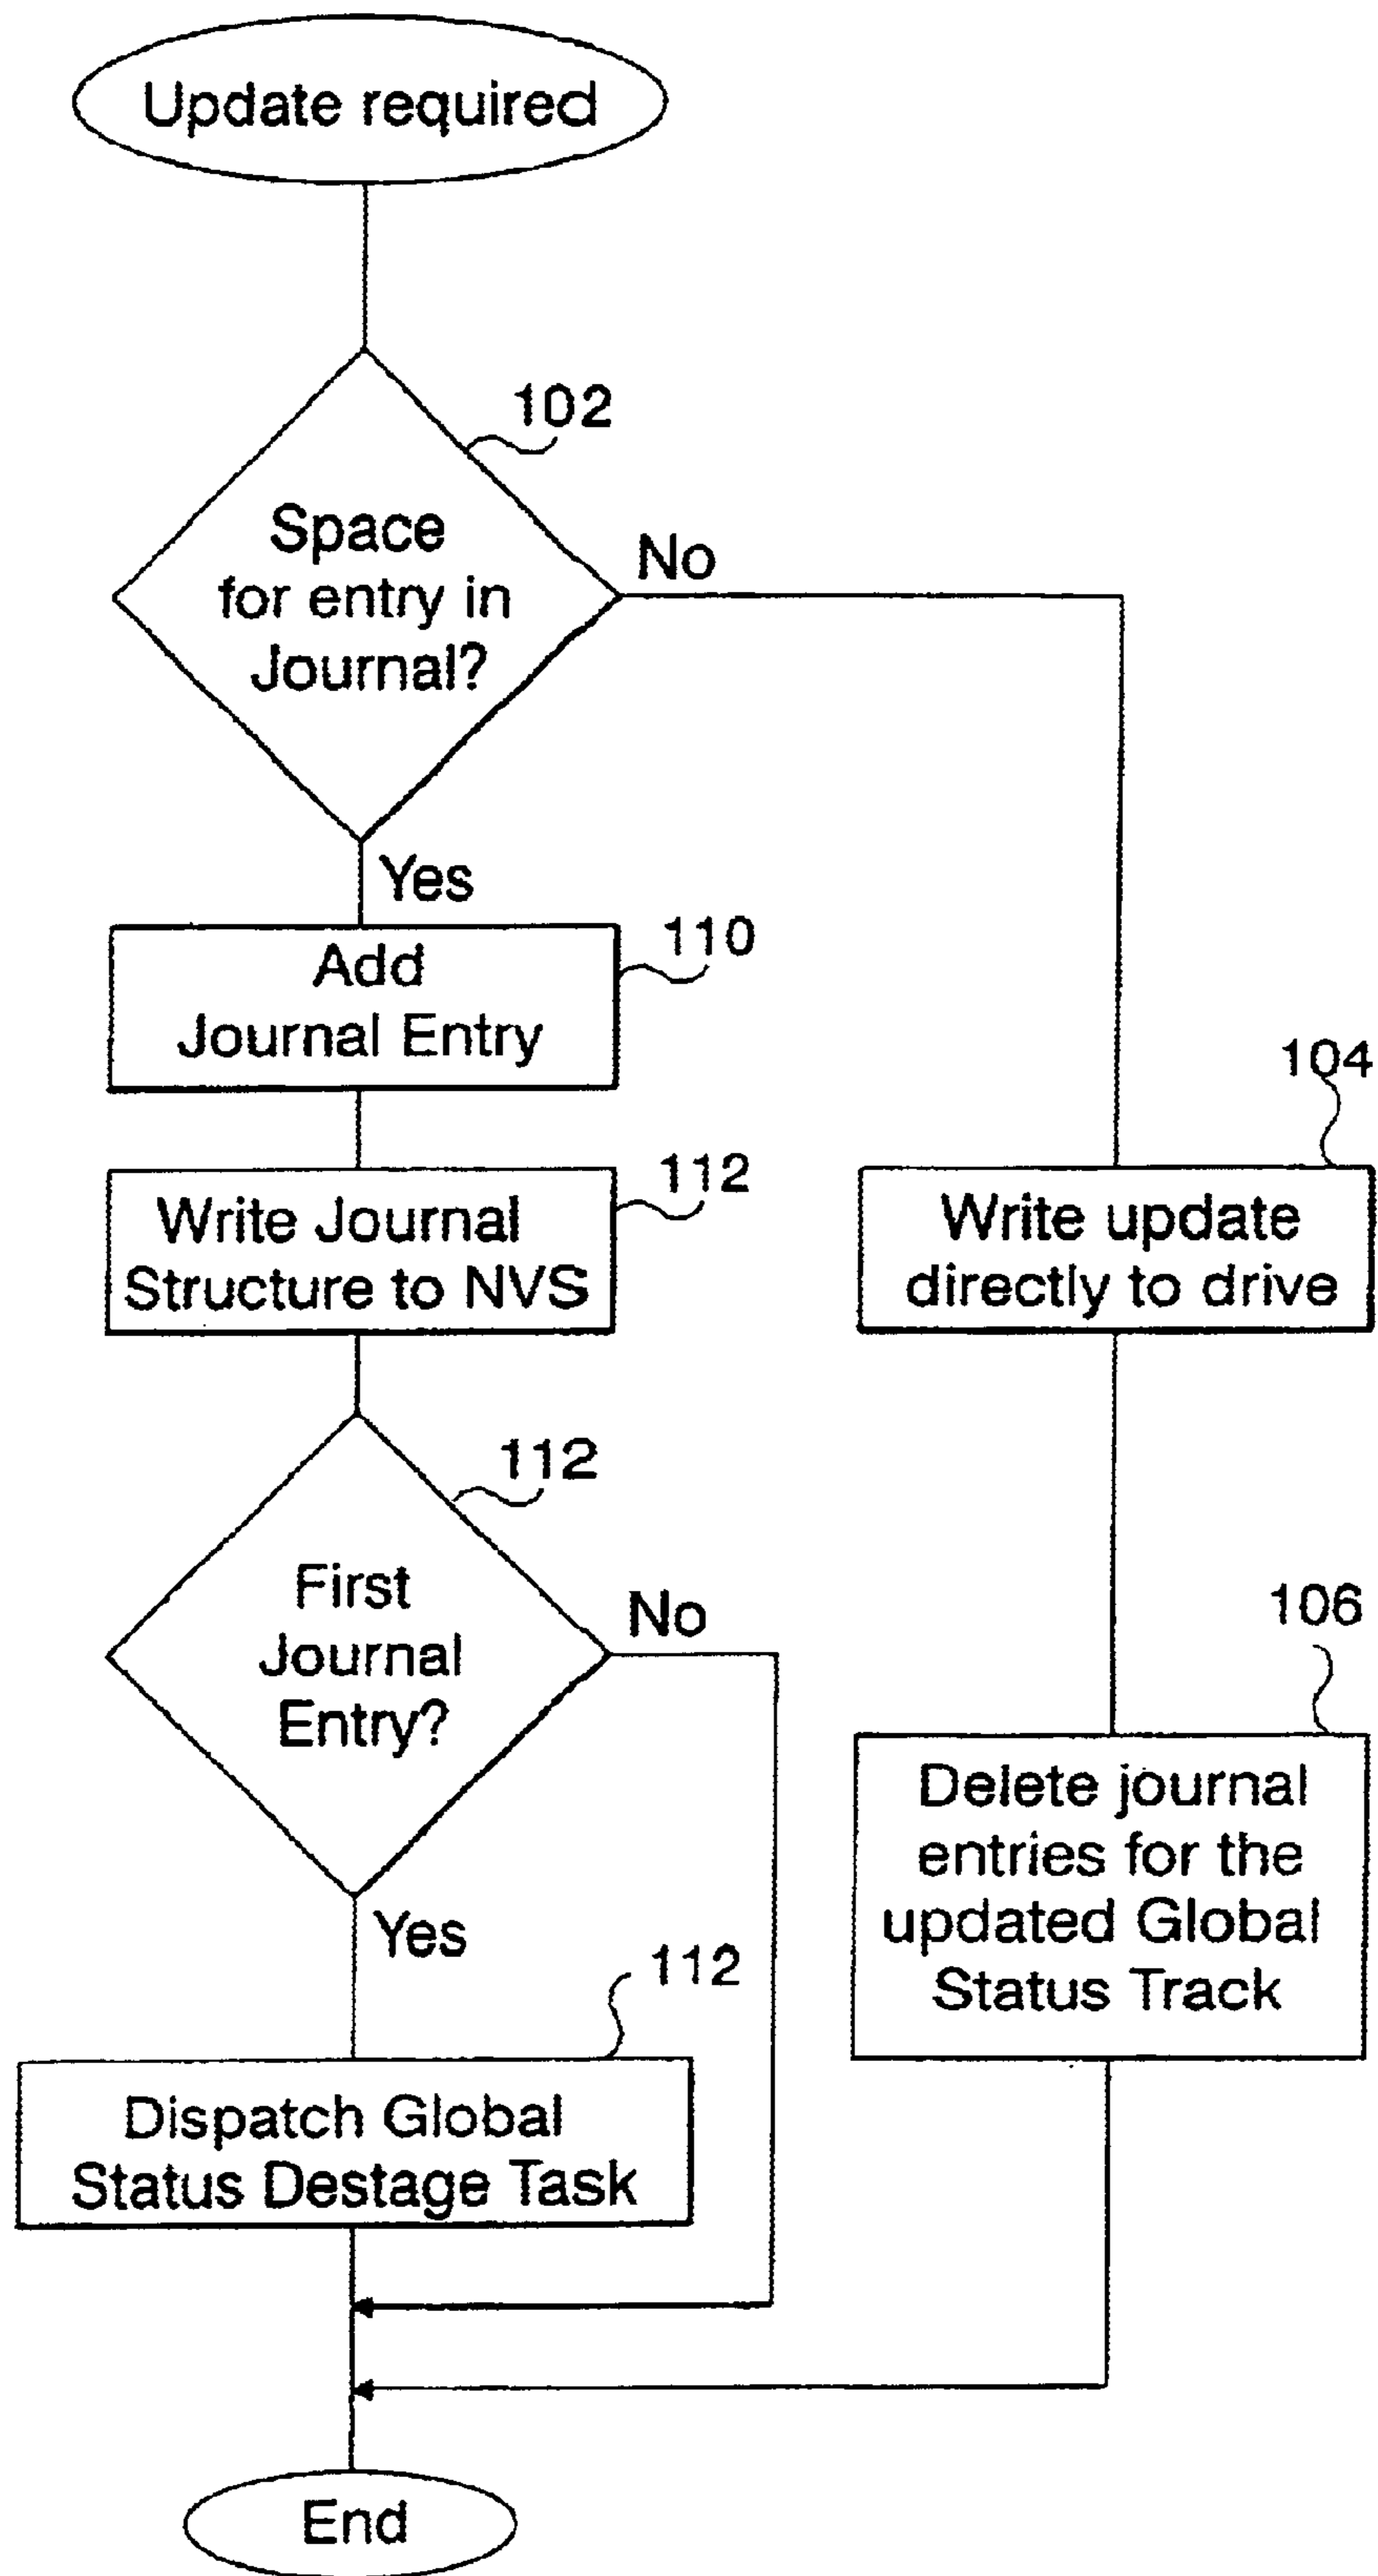 Update required
102
Space
for entry in
Journal?
No
Yes
110
Add
Journal Entry
104
112
Write Journal
Structure to NVS
Write update
directly to drive
112
First
Journal
Entry?
No
106
Delete journal
entries for the
updated Global
Status Track
Yes
112
Dispatch Global
Status Destage Task
End